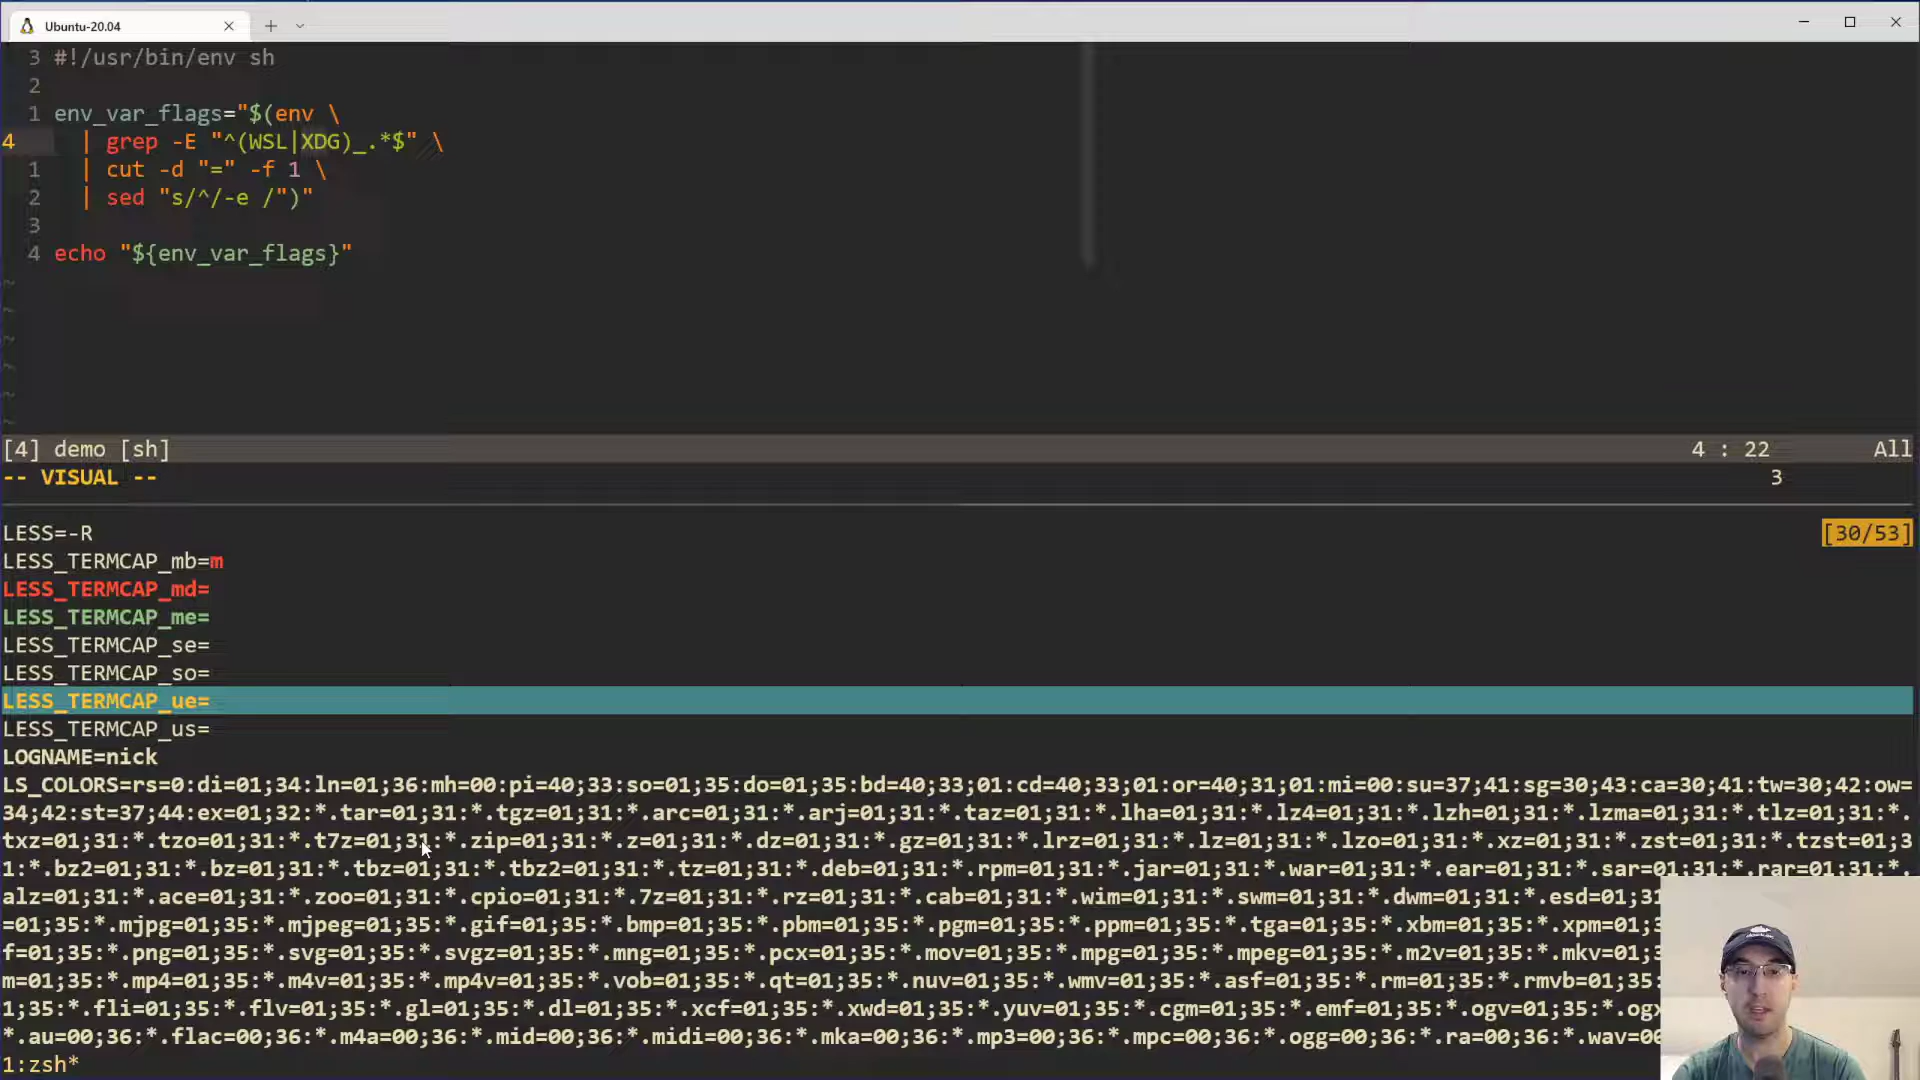 Ubuntu-20.04
3 #!/usr/bin/env sh
2
1 env_var_flags="$(env \
4 | grep -E "^(WSL|XDG)_.*$" \
1 | cut -d "=" -f 1 \
2 | sed "s/^/-e /")"
3
4 echo "${env_var_flags}"
~
~
~
~
~
~
[4] demo [sh] 4 : 22 All
-- VISUAL -- 3
LESS=-R [30/53]
LESS_TERMCAP_mb=m
LESS_TERMCAP_md=
LESS_TERMCAP_me=
LESS_TERMCAP_se=
LESS_TERMCAP_so=
LESS_TERMCAP_ue=
LESS_TERMCAP_us=
LOGNAME=nick
LS_COLORS=rs=0:di=01;34:ln=01;36:mh=00:pi=40;33:so=01;35:do=01;35:bd=40;33;01:cd=40;33;01:or=40;31;01:mi=00:su=37;41:sg=30;43:ca=30;41:tw=30;42:ow=
34;42:st=37;44:ex=01;32:*.tar=01;31:*.tgz=01;31:*.arc=01;31:*.arj=01;31:*.taz=01;31:*.lha=01;31:*.lz4=01;31:*.lzh=01;31:*.lzma=01;31:*.tlz=01;31:*.
txz=01;31:*.tzo=01;31:*.t7z=01;31:*.zip=01;31:*.z=01;31:*.dz=01;31:*.gz=01;31:*.lrz=01;31:*.lz=01;31:*.lzo=01;31:*.xz=01;31:*.zst=01;31:*.tzst=01;3
1:*.bz2=01;31:*.bz=01;31:*.tbz=01;31:*.tbz2=01;31:*.tz=01;31:*.deb=01;31:*.rpm=01;31:*.jar=01;31:*.war=01;31:*.ear=01;31:*.sar=01;31:*.rar=01;31:*.
alz=01;31:*.ace=01;31:*.zoo=01;31:*.cpio=01;31:*.7z=01;31:*.rz=01;31:*.cab=01;31:*.wim=01;31:*.swm=01;31:*.dwm=01;31:*.esd=01;31
=01;35:*.mjpg=01;35:*.mjpeg=01;35:*.gif=01;35:*.bmp=01;35:*.pbm=01;35:*.pgm=01;35:*.ppm=01;35:*.tga=01;35:*.xbm=01;35:*.xpm=01;3
f=01;35:*.png=01;35:*.svg=01;35:*.svgz=01;35:*.mng=01;35:*.pcx=01;35:*.mov=01;35:*.mpg=01;35:*.mpeg=01;35:*.m2v=01;35:*.mkv=01;3
m=01;35:*.mp4=01;35:*.m4v=01;35:*.mp4v=01;35:*.vob=01;35:*.qt=01;35:*.nuv=01;35:*.wmv=01;35:*.asf=01;35:*.rm=01;35:*.rmvb=01;35:
1;35:*.fli=01;35:*.flv=01;35:*.gl=01;35:*.dl=01;35:*.xcf=01;35:*.xwd=01;35:*.yuv=01;35:*.cgm=01;35:*.emf=01;35:*.ogv=01;35:*.ogx
*.au=00;36:*.flac=00;36:*.m4a=00;36:*.mid=00;36:*.midi=00;36:*.mka=00;36:*.mp3=00;36:*.mpc=00;36:*.ogg=00;36:*.ra=00;36:*.wav=00
1:zsh*